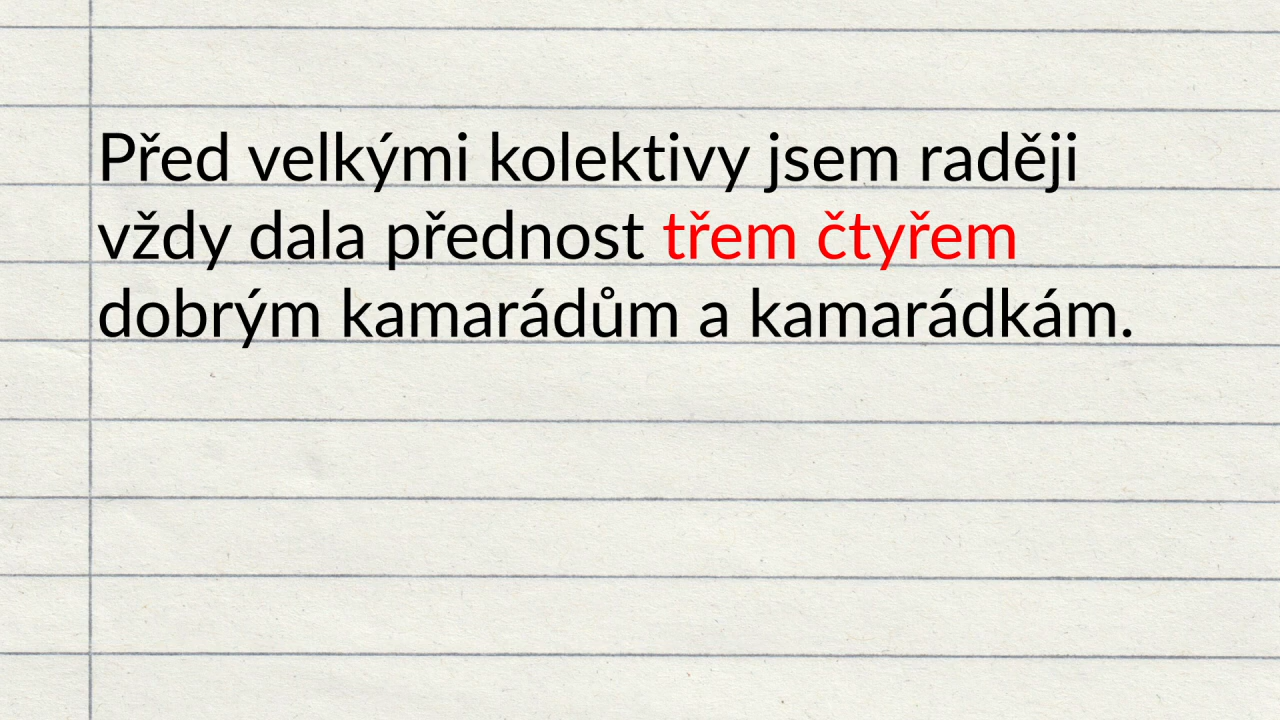 Před velkými kolektivy jsem raději
vždy dala přednost třem čtyřem
dobrým kamarádům a kamarádkám.